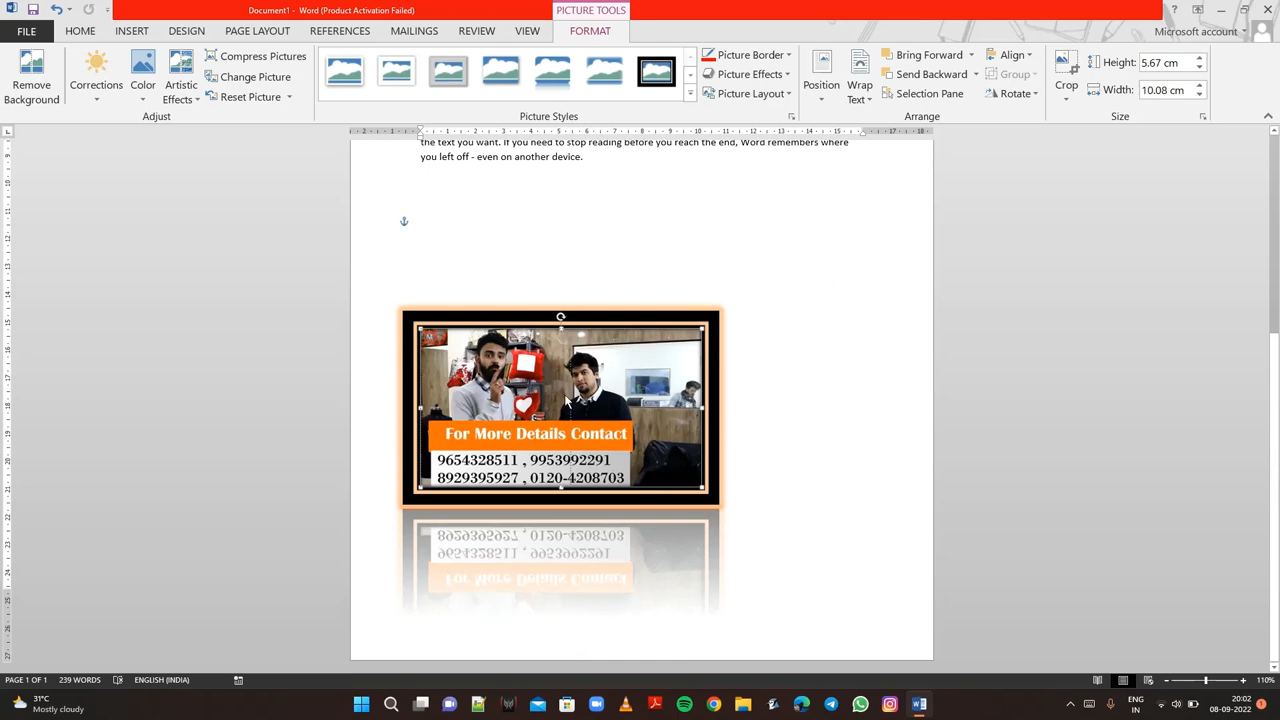 Document1 - Word (Product Activation Failed)
PICTURE TOOLS
FILE
HOME
INSERT
DESIGN
PAGE LAYOUT
REFERENCES
MAILINGS
REVIEW
VIEW
FORMAT
Microsoft account
Remove Background
Corrections
Color
Artistic Effects
Compress Pictures
Change Picture
Reset Picture
Picture Border
Picture Effects
Picture Layout
Position
Wrap Text
Bring Forward
Send Backward
Selection Pane
Align
Group
Rotate
Crop
Height: 5.67 cm
Width: 10.08 cm
Adjust
Picture Styles
Arrange
Size
the text you want. If you need to stop reading before you reach the end, Word remembers where
you left off - even on another device.
For More Details Contact
9654328511 , 9953992291
8929395927 , 0120-4208703
PAGE 1 OF 1
239 WORDS
ENGLISH (INDIA)
110%
31°C
Mostly cloudy
ENG
IN
20:02
08-09-2022